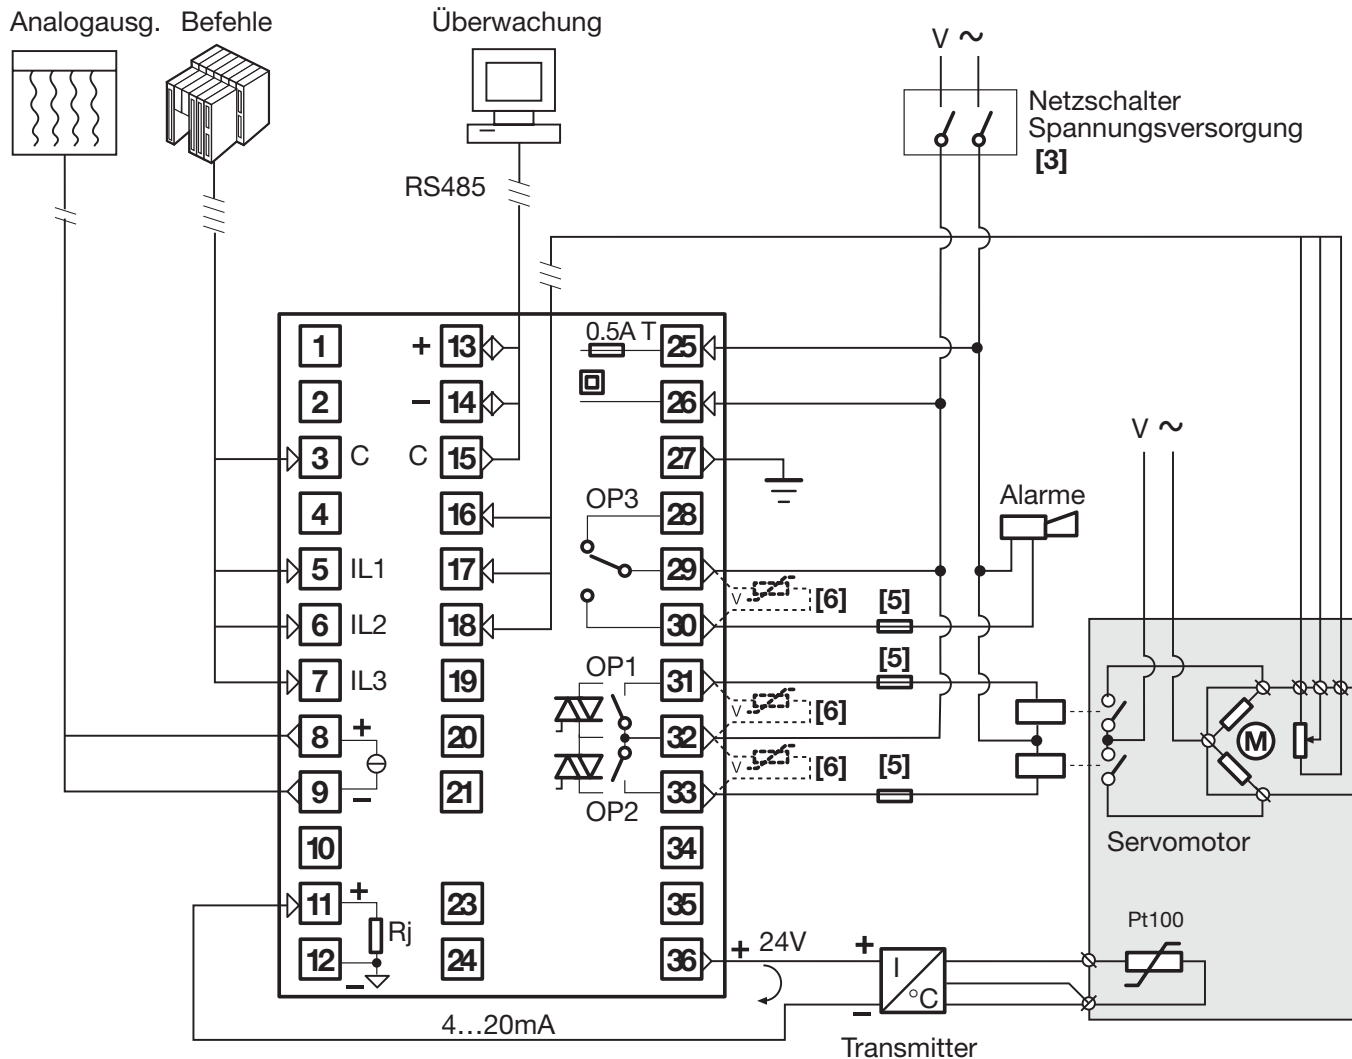 Analogausg. Befehle Überwachung
V ~
Netzschalter
Spannungsversorgung
[3]
RS485
1 + 13 0.5A T 25
2 – 14 26
3 C C 15 27
4 16 OP3 28
Alarme
V ~
5 IL1 17 29
V [6] [5]
6 IL2 18 30
[5]
7 IL3 19 OP1 31
V [6]
8 + 20 32
M
V [6] [5]
9 – 21 OP2 33
Servomotor
10 34
11 + 23 35
Rj
Pt100
12 – 24 36 + 24V +
I
°C
–
4...20mA
Transmitter